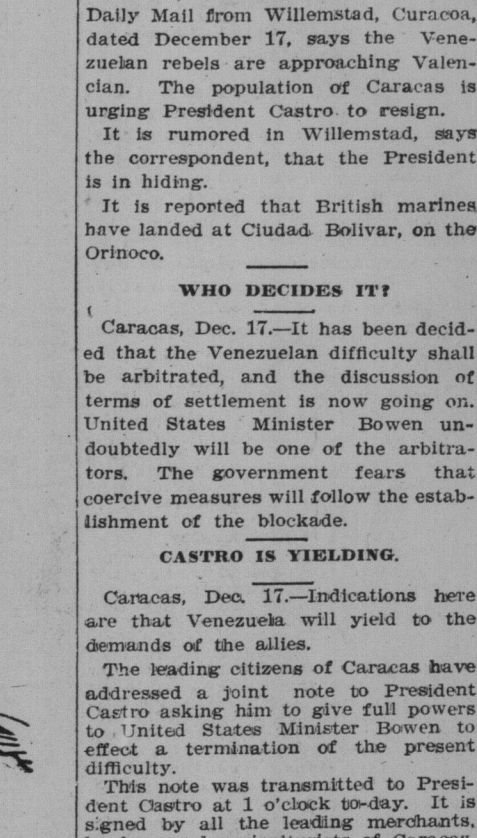 Daily Mail from Willemstad, Curacoa,
dated December 17, says the Vene-
zuelan rebels are approaching Valen-
cian. The population of Caracas is
urging President Castro to resign.
It is rumored in Willemstad, says
the correspondent, that the President
is in hiding.
It is reported that British marines
have landed at Ciudad Bolivar, on the
Orinoco.
WHO DECIDES IT?
Caracas, Dec. 17.—It has been decid-
ed that the Venezuelan difficulty shall
be arbitrated, and the discussion of
terms of settlement is now going on.
United States Minister Bowen un-
doubtedly will be one of the arbitra-
tors. The government fears that
coercive measures will follow the estab-
lishment of the blockade.
CASTRO IS YIELDING.
Caracas, Dec. 17.—Indications here
are that Venezuela will yield to the
demands of the allies.
The leading citizens of Caracas have
addressed a joint note to President
Castro asking him to give full powers
to United States Minister Bowen to
effect a termination of the present
difficulty.
This note was transmitted to Presi-
dent Castro at 1 o'clock to-day. It is
signed by all the leading merchants,